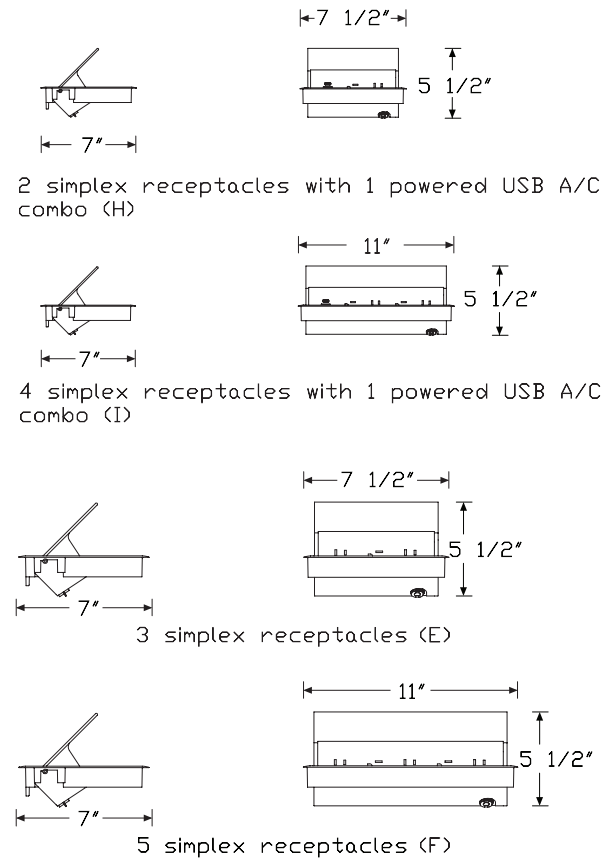 7 1/2"
5 1/2"
7"
2 simplex receptacles with 1 powered USB A/C
combo (H)
11"
5 1/2"
7"
4 simplex receptacles with 1 powered USB A/C
combo (I)
7 1/2"
5 1/2"
7"
3 simplex receptacles (E)
11"
5 1/2"
7"
5 simplex receptacles (F)